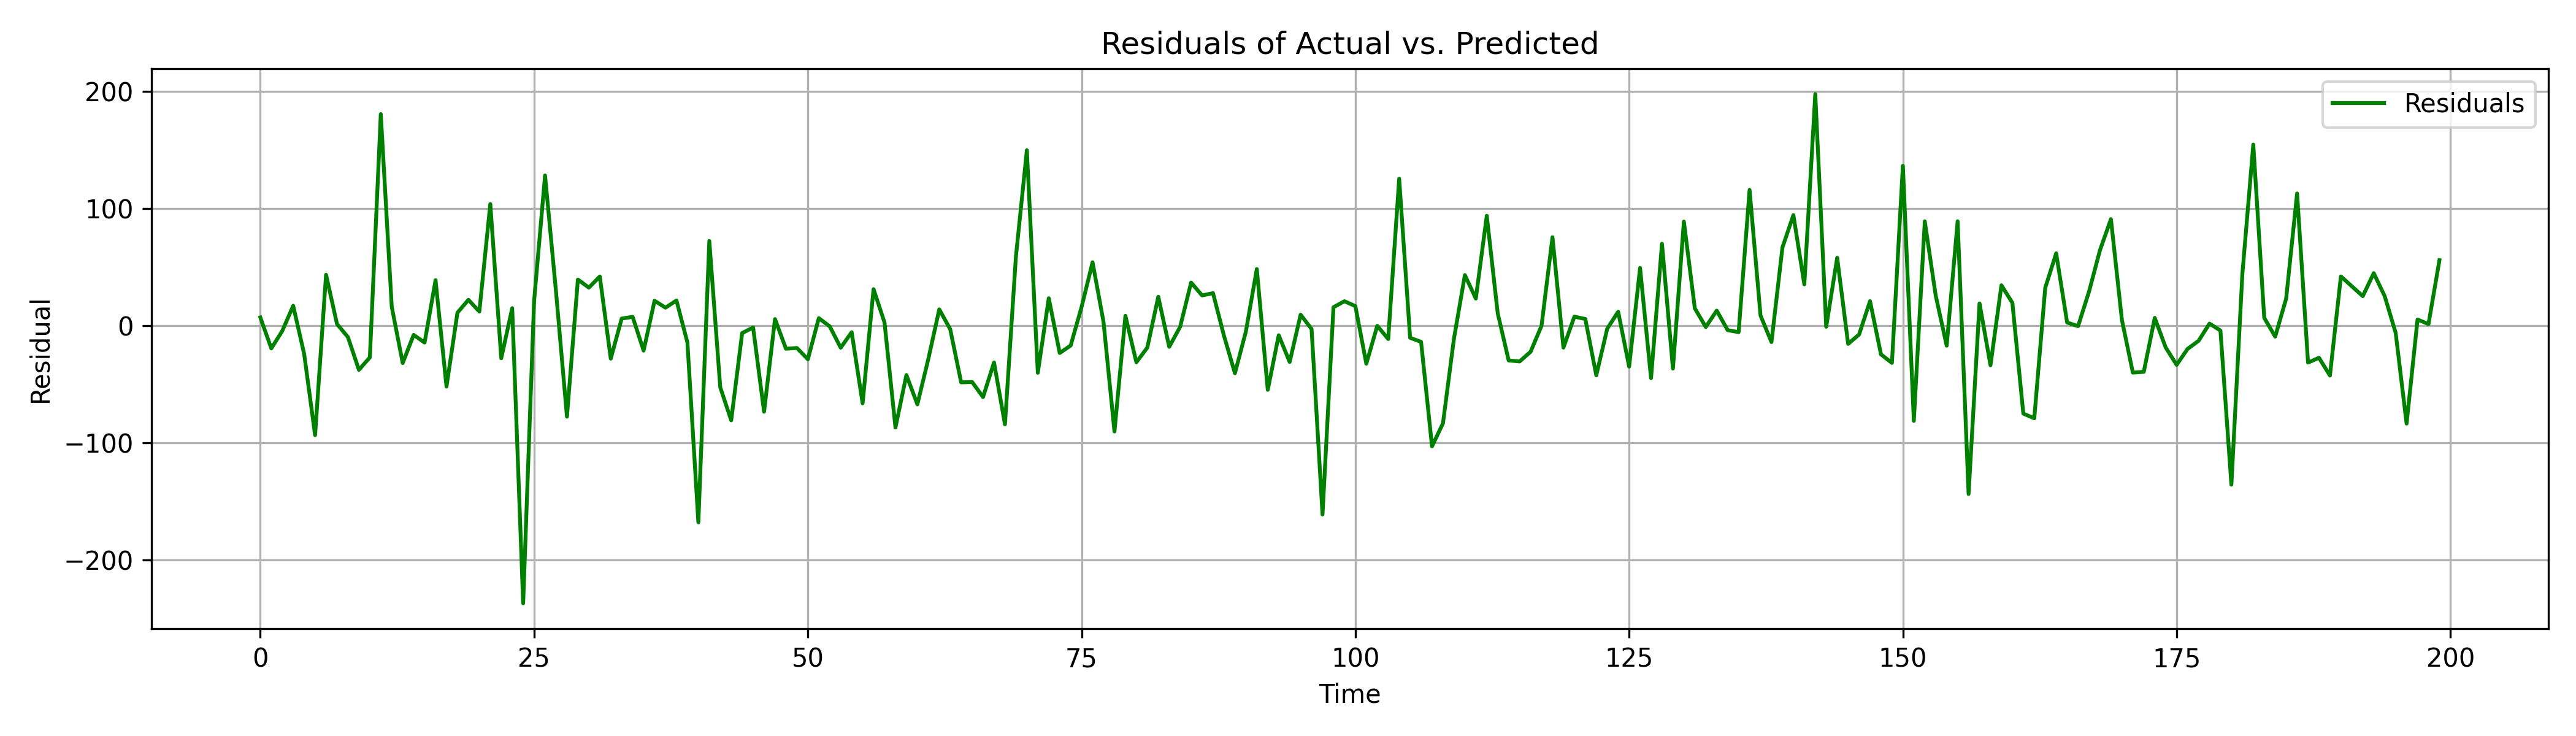 Residuals of Actual vs. Predicted
Residuals
200
100
0
−100
−200
Residual
0 25 50 75 100 125 150 175 200
Time